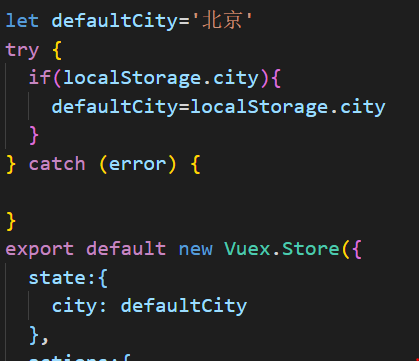 let defaultCity='北京'
try {
  if(localStorage.city){
    defaultCity=localStorage.city
  }
} catch (error) {

}
export default new Vuex.Store({
  state:{
    city: defaultCity
  },
  actions:{